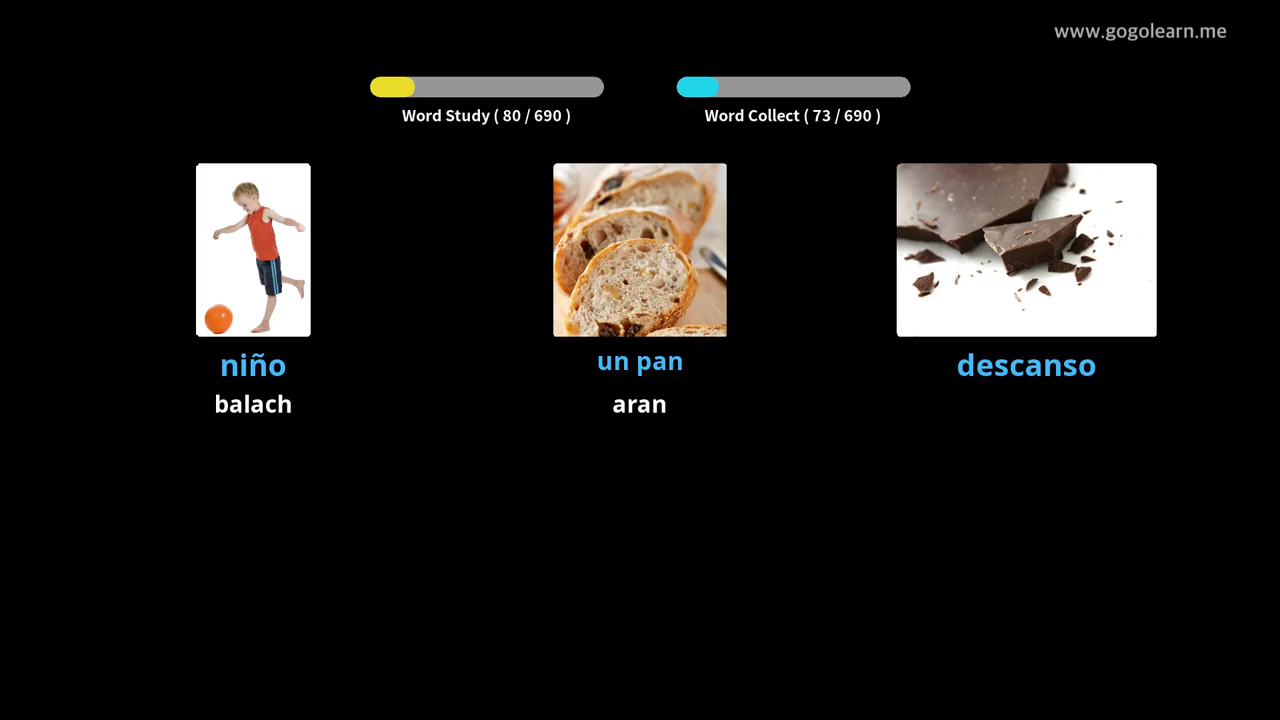 www.gogolearn.me
Word Study ( 80 / 690 )
Word Collect ( 73 / 690 )
niño
un pan
descanso
balach
aran